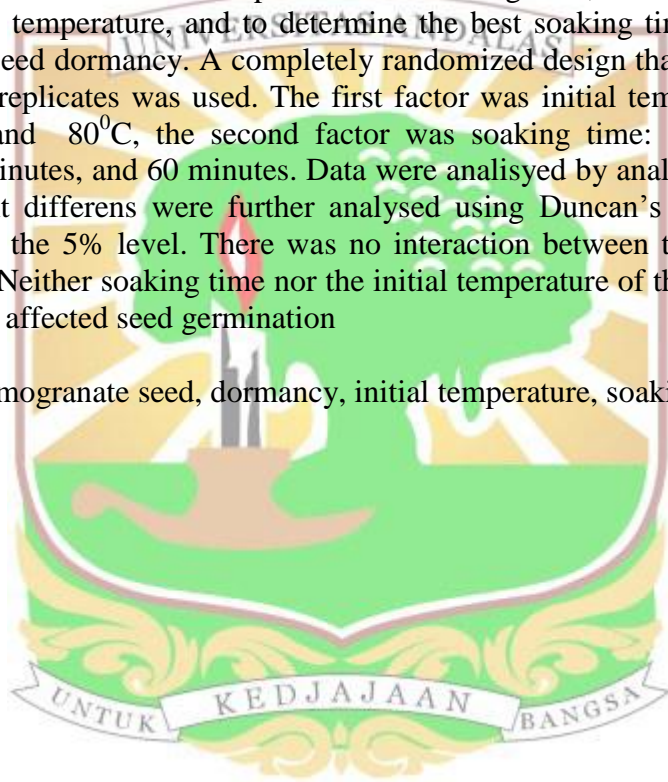 temperature, and to determine the best soaking tim
UNIVERSITAS ANDALAS
seed dormancy. A completely randomized design tha
replicates was used. The first factor was initial tem
and 80⁰C, the second factor was soaking time:
inutes, and 60 minutes. Data were analisyed by anal
t differens were further analysed using Duncan's
the 5% level. There was no interaction between t
Neither soaking time nor the initial temperature of th
affected seed germination
mogranate seed, dormancy, initial temperature, soaki
UNTUK KEDJAJAAN BANGSA